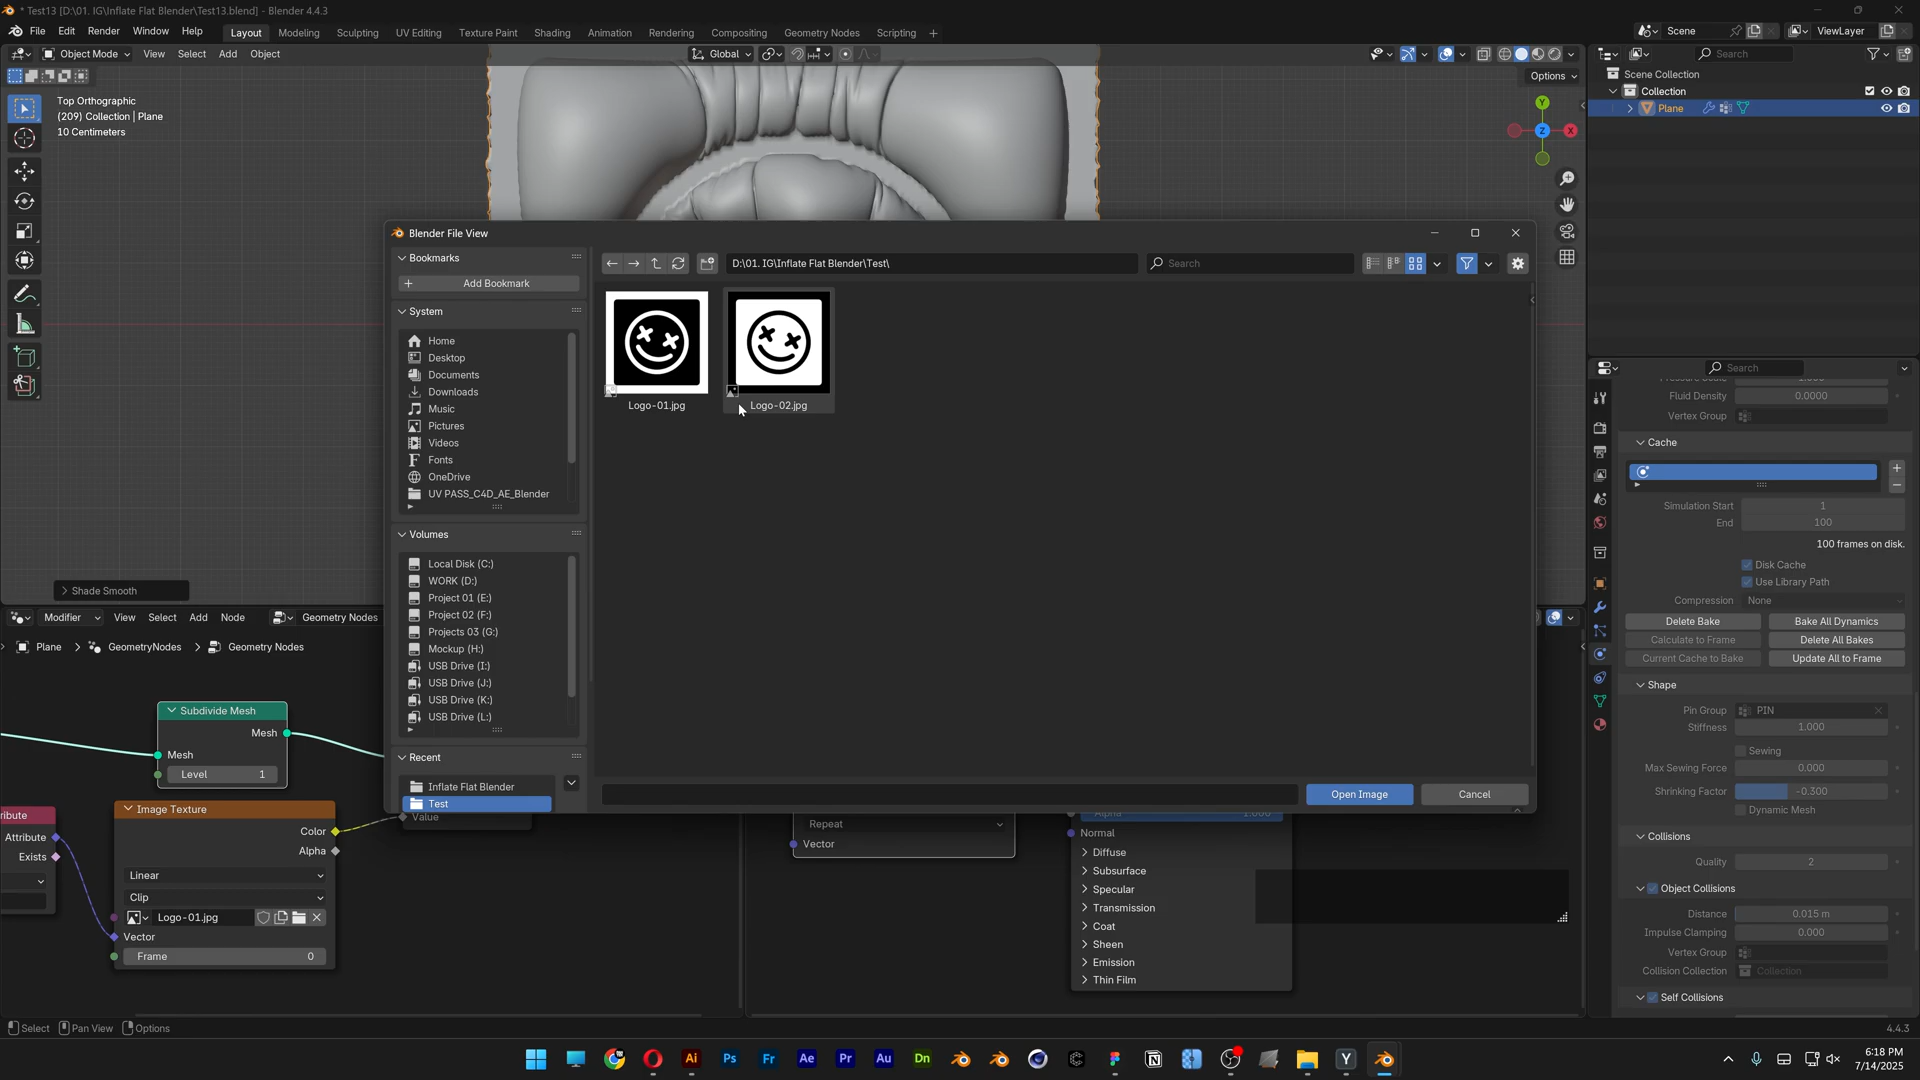 * Test13 [D:\01. IG\Inflate Flat Blender\Test13.blend] - Blender 4.4.3
File Edit Render Window Help Layout Modeling Sculpting UV Editing Texture Paint Shading Animation Rendering Compositing Geometry Nodes Scripting + Scene ViewLayer
Object Mode View Select Add Object Global Search
Options
Top Orthographic
(209) Collection | Plane
10 Centimeters
Y
X
Z
Scene Collection
Collection
Plane
Blender File View
Bookmarks
Add Bookmark
System
Home
Desktop
Documents
Downloads
Music
Pictures
Videos
Fonts
OneDrive
UV PASS_C4D_AE_Blender
Volumes
Local Disk (C:)
WORK (D:)
Project 01 (E:)
Project 02 (F:)
Projects 03 (G:)
Mockup (H:)
USB Drive (I:)
USB Drive (J:)
USB Drive (K:)
USB Drive (L:)
Recent
Inflate Flat Blender
Test
D:\01. IG\Inflate Flat Blender\Test\
Search
Logo-01.jpg
Logo-02.jpg
Open Image
Cancel
Shade Smooth
Modifier View Select Add Node Geometry Nodes
Plane > GeometryNodes > Geometry Nodes
Subdivide Mesh
Mesh
Mesh
Level 1
ribute
Attribute
Exists
Image Texture
Color
Alpha
Linear
Clip
Logo-01.jpg
Vector
Frame 0
Value
Repeat
Vector
Alpha 1.000
Normal
Diffuse
Subsurface
Specular
Transmission
Coat
Sheen
Emission
Thin Film
Search
Fluid Density 0.0000
Vertex Group
Cache
Simulation Start 1
End 100
100 frames on disk.
Disk Cache
Use Library Path
Compression None
Delete Bake Bake All Dynamics
Calculate to Frame Delete All Bakes
Current Cache to Bake Update All to Frame
Shape
Pin Group PIN
Stiffness 1.000
Sewing
Max Sewing Force 0.000
Shrinking Factor -0.300
Dynamic Mesh
Collisions
Quality 2
Object Collisions
Distance 0.015 m
Impulse Clamping 0.000
Vertex Group
Collision Collection Collection
Self Collisions
Select Pan View Options
4.4.3
Ai Ps Fr Ae Pr Au Dn Y
6:18 PM
7/14/2025